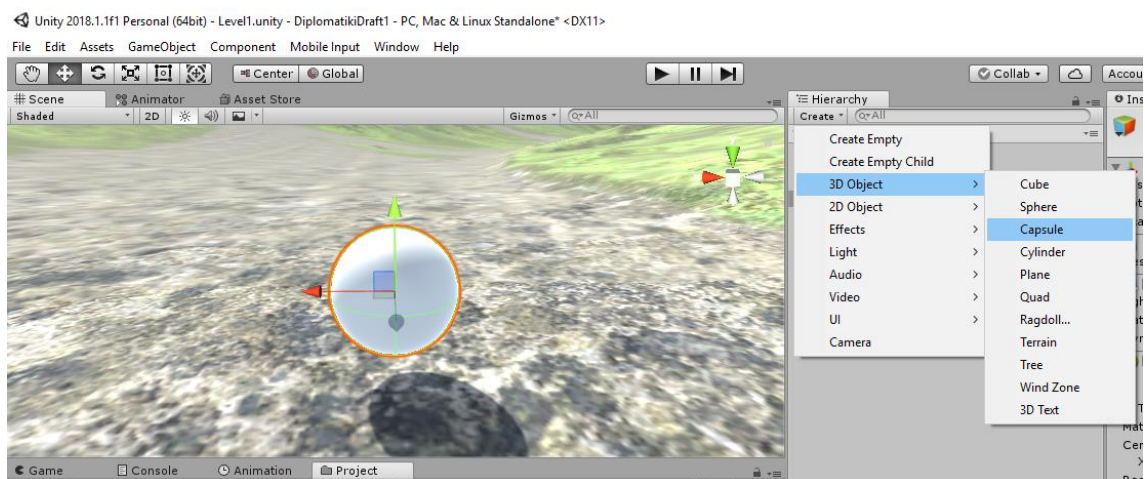 Unity 2018.1.1f1 Personal (64bit) - Level1.unity - DiplomatikiDraft1 - PC, Mac & Linux Standalone* <DX11>
File Edit Assets GameObject Component Mobile Input Window Help
Center Global Collab Accou
Scene Animator Asset Store
Shaded 2D Gizmos All
Hierarchy
Create All
Ins
Create Empty
Create Empty Child
3D Object
2D Object
Effects
Light
Audio
Video
UI
Camera
Cube
Sphere
Capsule
Cylinder
Plane
Quad
Ragdoll...
Terrain
Tree
Wind Zone
3D Text
Mat
Cer
Game Console Animation Project